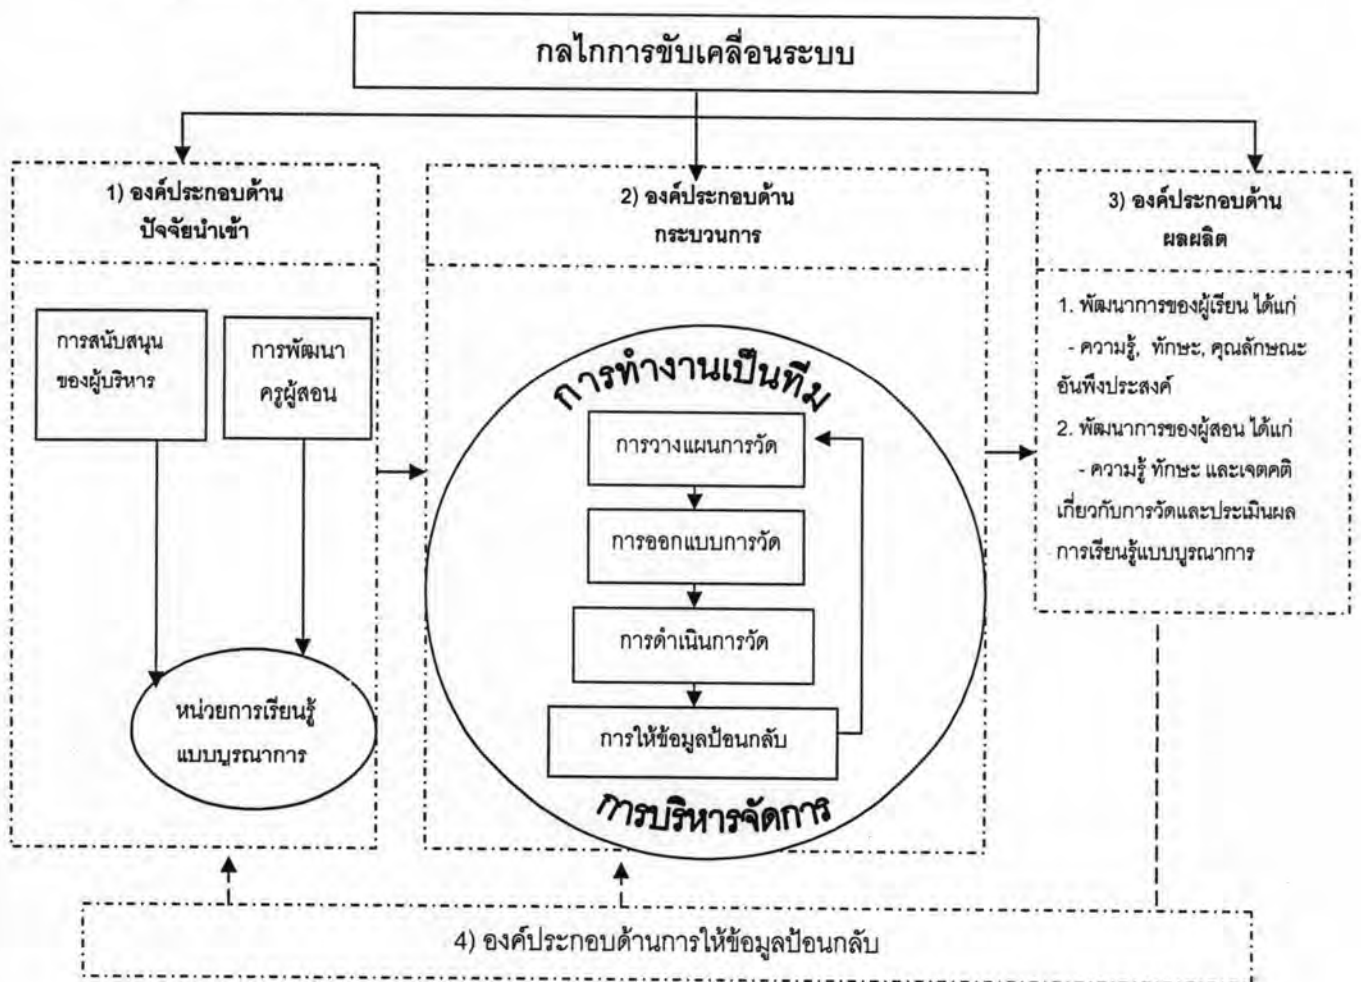 กลไกการขับเคลื่อนระบบ
1) องค์ประกอบด้าน
ปัจจัยนำเข้า
การสนับสนุน
ของผู้บริหาร
การพัฒนา
ครูผู้สอน
หน่วยการเรียนรู้
แบบบูรณาการ
2) องค์ประกอบด้าน
กระบวนการ
การทำงานเป็นทีม
การวางแผนการวัด
การออกแบบการวัด
การดำเนินการวัด
การให้ข้อมูลป้อนกลับ
การบริหารจัดการ
3) องค์ประกอบด้าน
ผลผลิต
1. พัฒนาการของผู้เรียน ได้แก่
- ความรู้, ทักษะ, คุณลักษณะ
อันพึงประสงค์
2. พัฒนาการของผู้สอน ได้แก่
- ความรู้ ทักษะ และเจตคติ
เกี่ยวกับการวัดและประเมินผล
การเรียนรู้แบบบูรณาการ
4) องค์ประกอบด้านการให้ข้อมูลป้อนกลับ